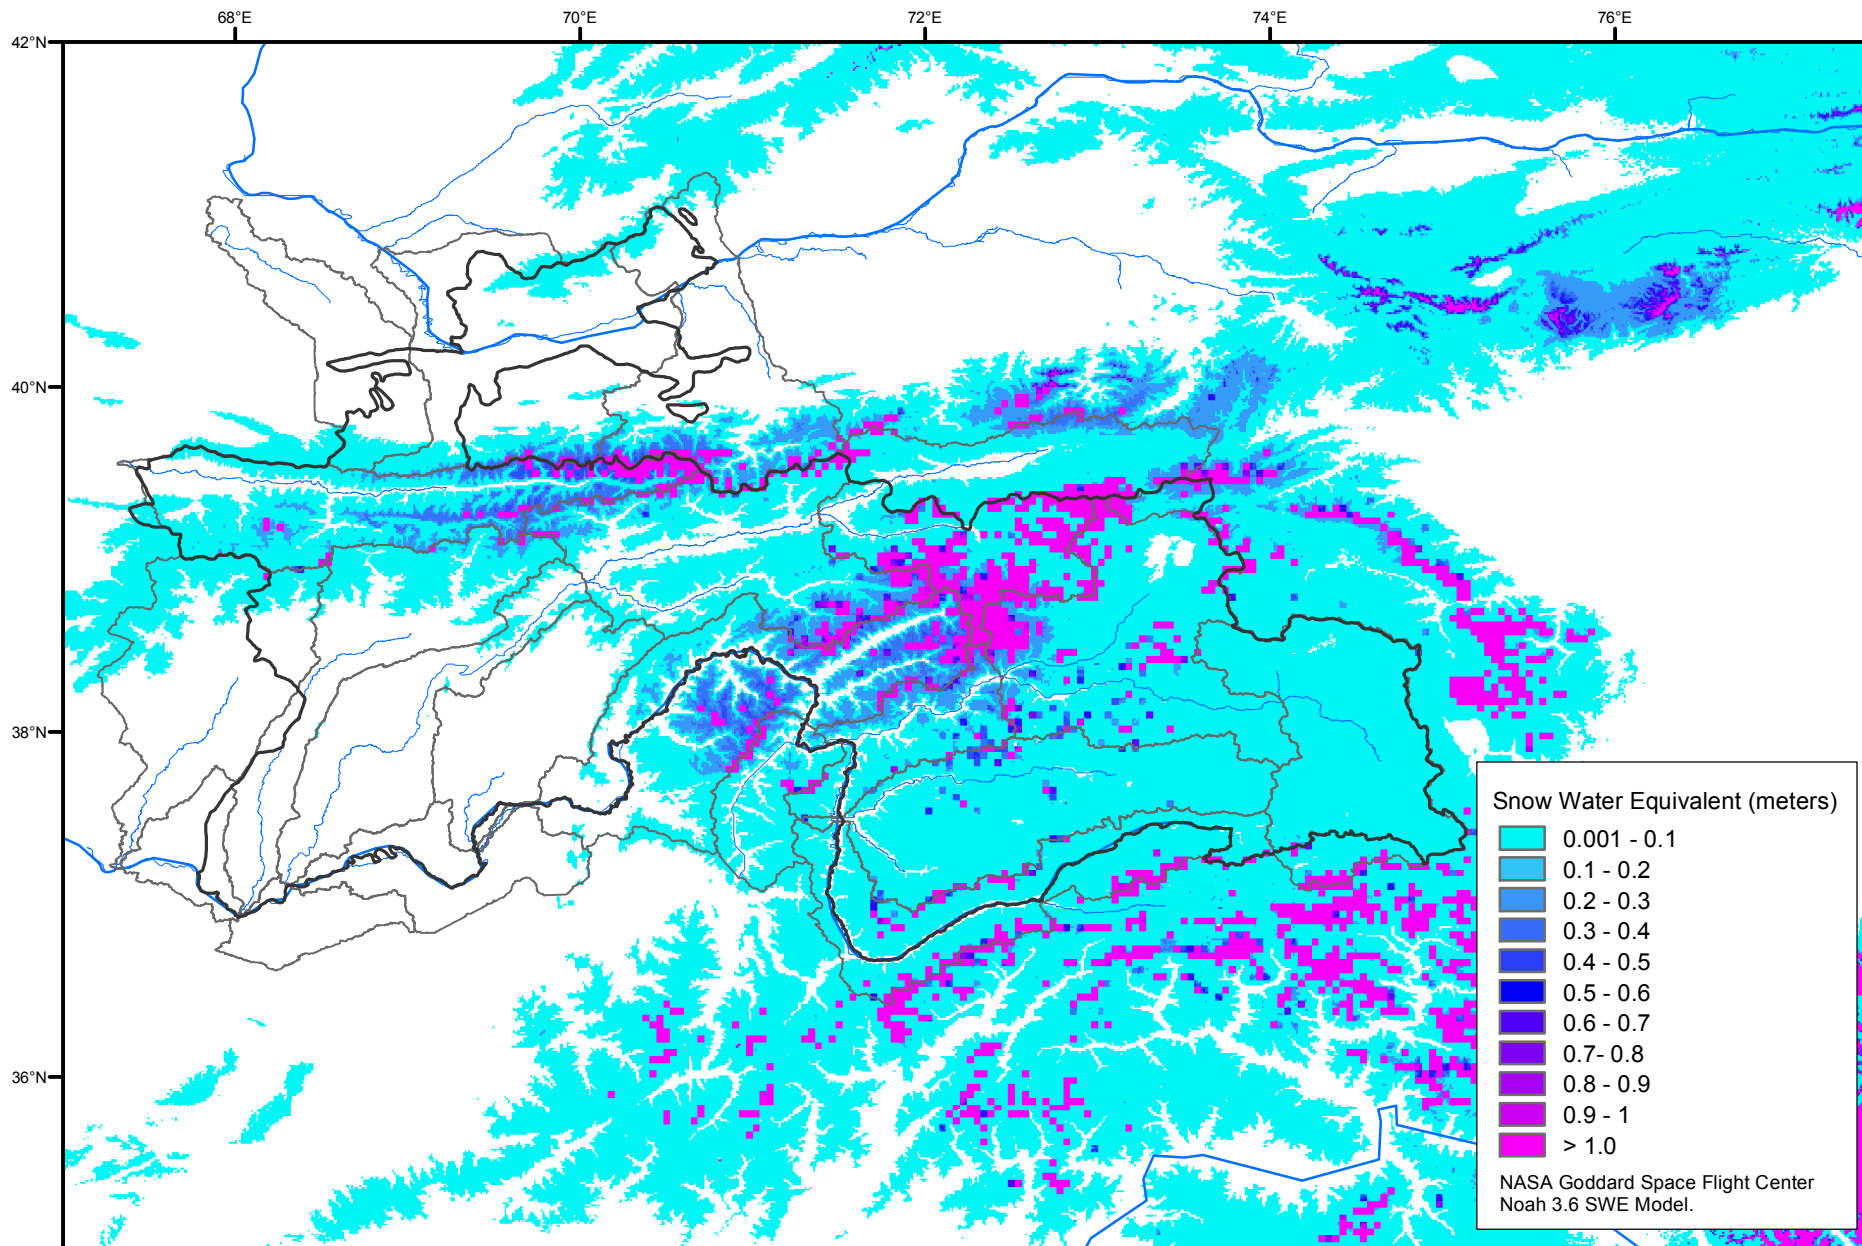 68°E
70°E
72°E
74°E
76°E
42°N
40°N
38°N
36°N
Snow Water Equivalent (meters)
0.001 - 0.1
0.1 - 0.2
0.2 - 0.3
0.3 - 0.4
0.4 - 0.5
0.5 - 0.6
0.6 - 0.7
0.7- 0.8
0.8 - 0.9
0.9 - 1
> 1.0
NASA Goddard Space Flight Center
Noah 3.6 SWE Model.